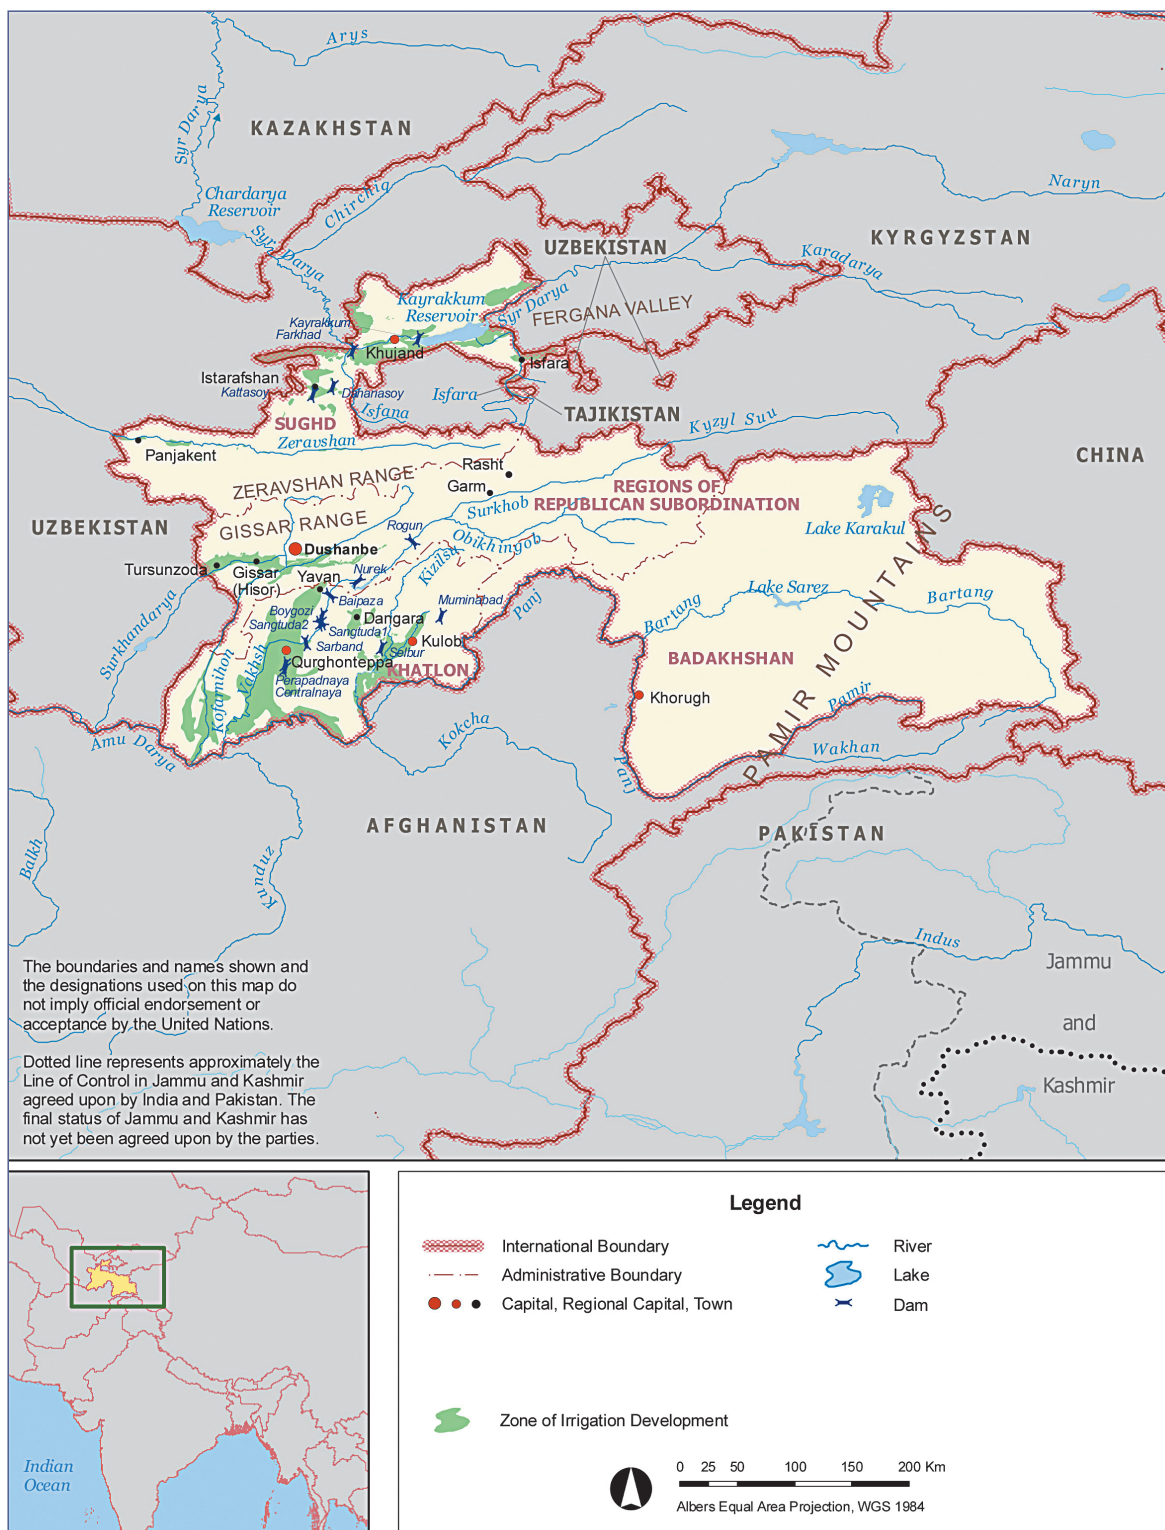 Arys
Syr Darya
KAZAKHSTAN
Chardarya
Reservoir
Chirchiq
Syr Darya
Naryn
KYRGYZSTAN
UZBEKISTAN
Karadarya
Kayrakkum
Reservoir
Syr Darya
FERGANA VALLEY
Kayrakkum
Farkhad
Khujand
Isfara
Istarafshan
Kattasoy
Dahanasoy
Isfara
Isfana
TAJIKISTAN
SUGHD
Zeravshan
Kyzyl Suu
Panjakent
CHINA
ZERAVSHAN RANGE
Rasht
Garm
REGIONS OF
REPUBLICAN SUBORDINATION
Surkhob
UZBEKISTAN
GISSAR RANGE
Rogun
Obikhinyob
Lake Karakul
Dushanbe
Tursunzoda
Gissar
(Hisor)
Yavan
Nurek
Kizilsu
Baipaza
Muminabad
Panj
Lake Sarez
Bartang
Bartang
Boygozi
Sangtuda2
Sangtuda1
Dangara
Surkhandarya
Kofarnihon
Vakhsh
Sarband
Selbur
Kulob
Qurghonteppa
KHATLON
Perapadnaya
Centralnaya
BADAKHSHAN
Khorugh
PAMIR MOUNTAINS
Pamir
Wakhan
Panj
Amu Darya
Kokcha
AFGHANISTAN
PAKISTAN
Balkh
Kunduz
Indus
Jammu
and
Kashmir
The boundaries and names shown and
the designations used on this map do
not imply official endorsement or
acceptance by the United Nations.
Dotted line represents approximately the
Line of Control in Jammu and Kashmir
agreed upon by India and Pakistan. The
final status of Jammu and Kashmir has
not yet been agreed upon by the parties.
Indian
Ocean
Legend
International Boundary
River
Administrative Boundary
Lake
Capital, Regional Capital, Town
Dam
Zone of Irrigation Development
0 25 50 100 150 200 Km
Albers Equal Area Projection, WGS 1984